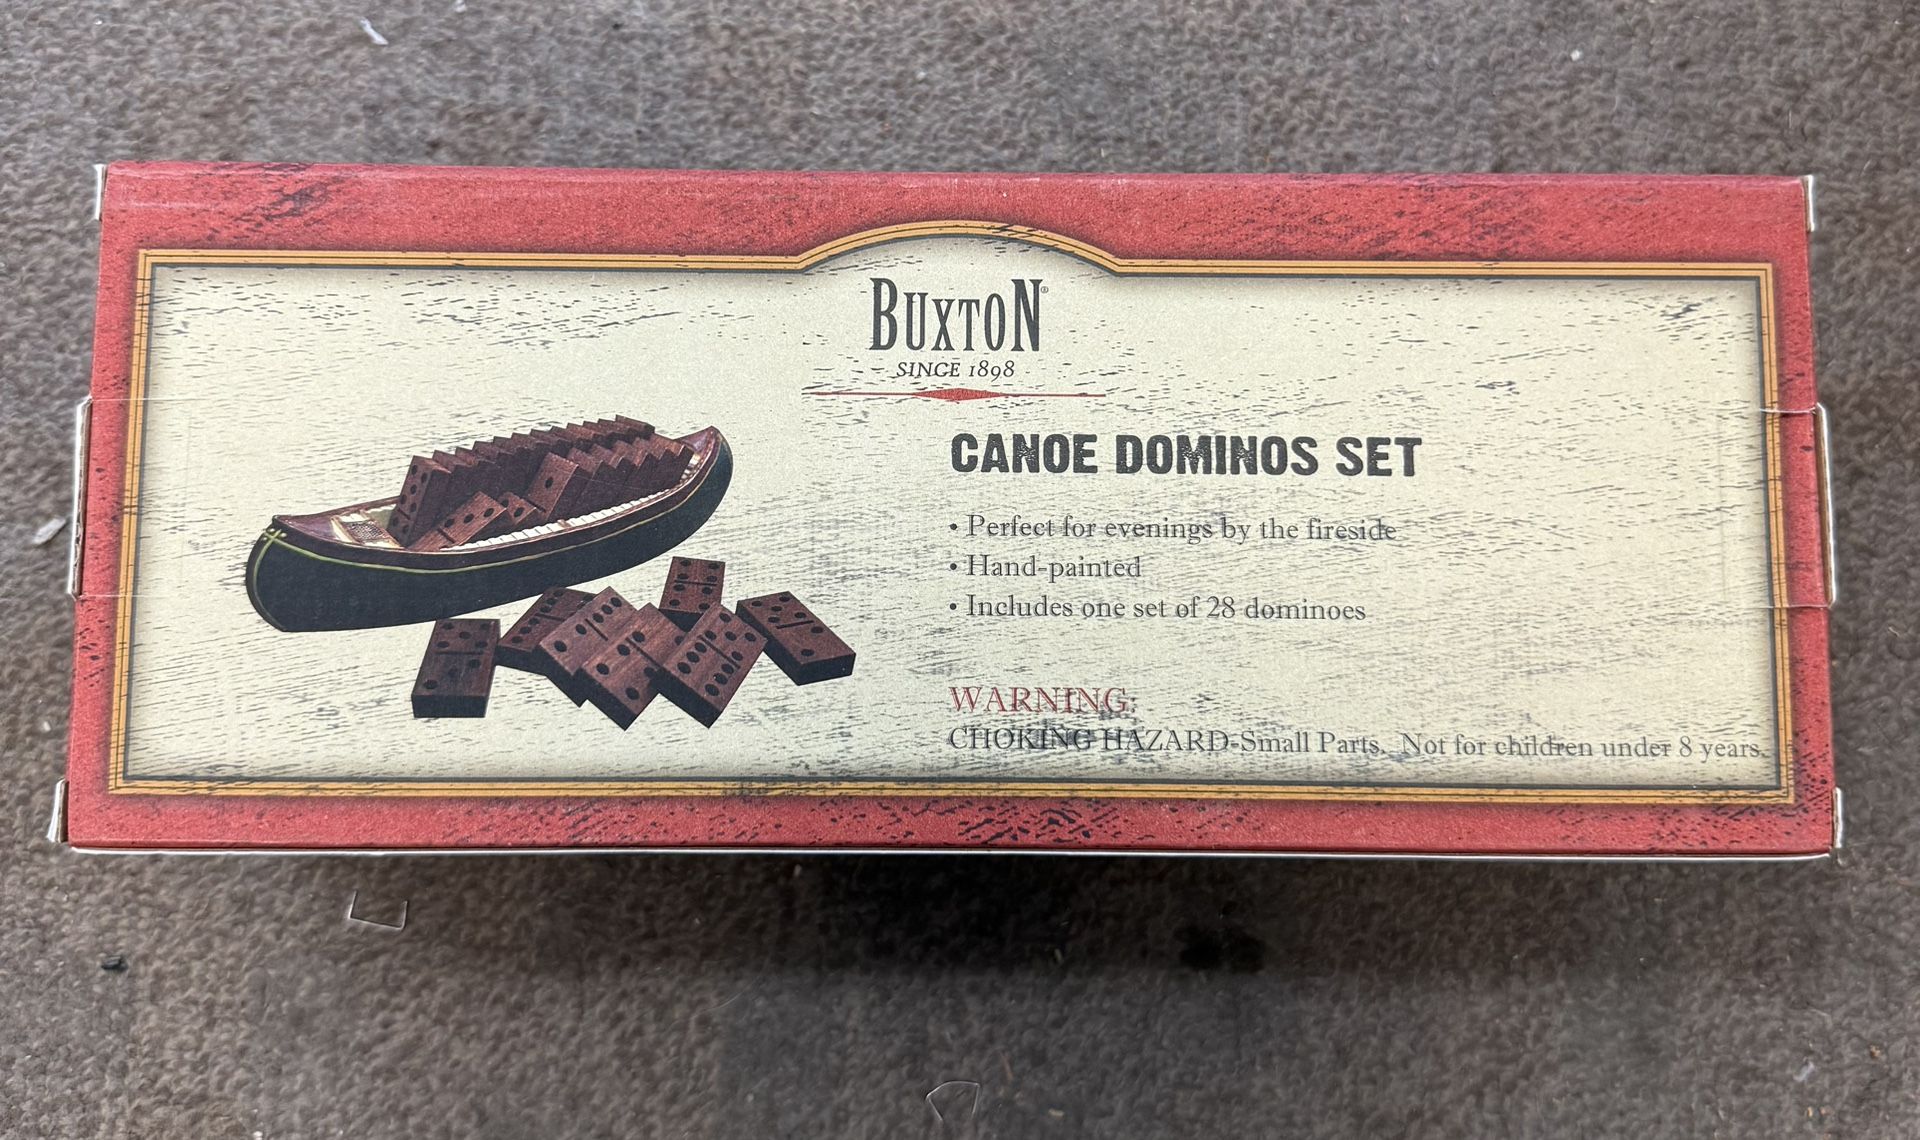 BUXTON®
SINCE 1898
CANOE DOMINOS SET
• Perfect for evenings by the fireside
• Hand-painted
• Includes one set of 28 dominoes
WARNING:
CHOKING HAZARD-Small Parts. Not for children under 8 years.